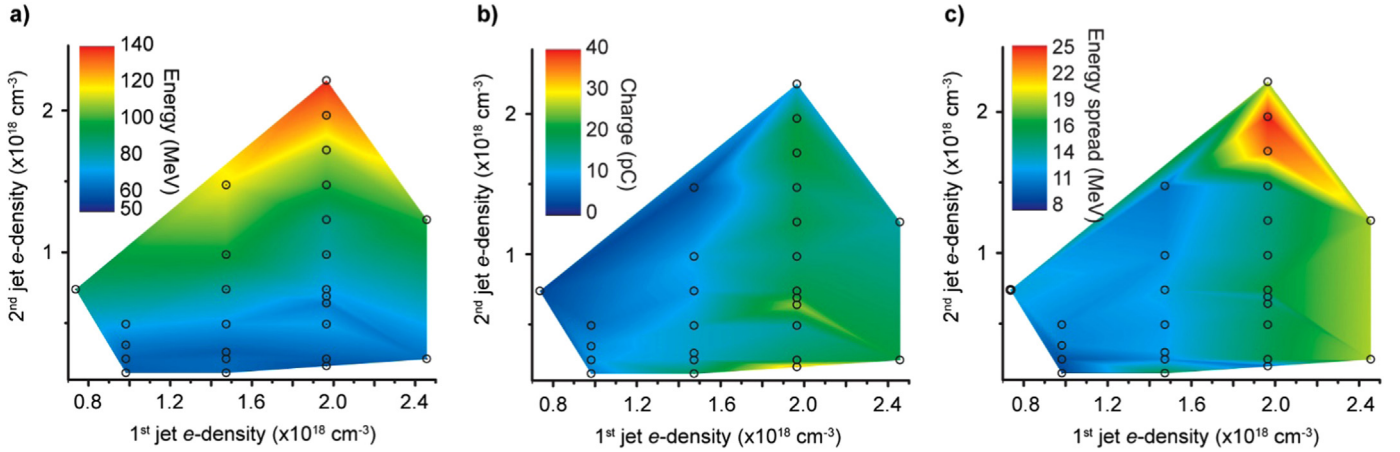 a)
140
120
100
80
60
50
Energy (MeV)
2
1
2nd jet e-density (x10^18 cm^-3)
0.8 1.2 1.6 2.0 2.4
1st jet e-density (x10^18 cm^-3)
b)
40
30
20
10
0
Charge (pC)
2
1
2nd jet e-density (x10^18 cm^-3)
0.8 1.2 1.6 2.0 2.4
1st jet e-density (x10^18 cm^-3)
c)
25
22
19
16
14
11
8
Energy spread (MeV)
2
1
2nd jet e-density (x10^18 cm^-3)
0.8 1.2 1.6 2.0 2.4
1st jet e-density (x10^18 cm^-3)